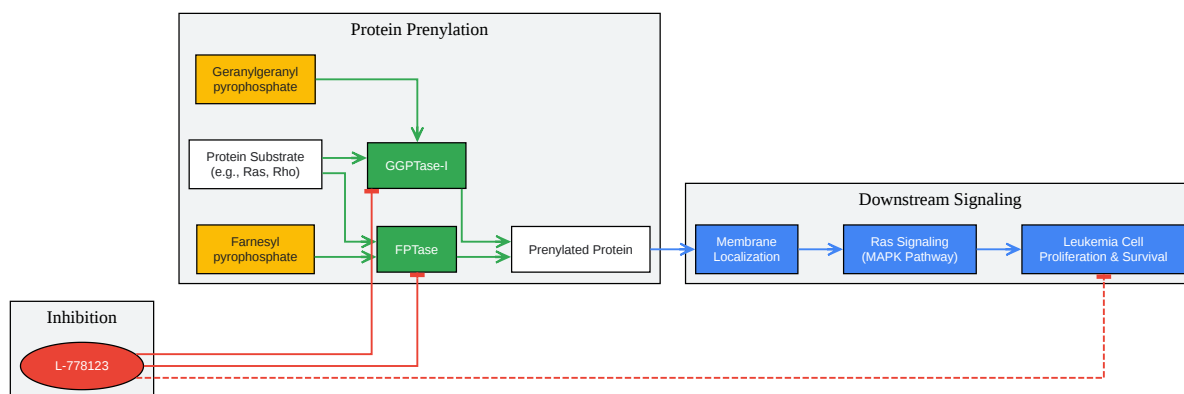 Protein Prenylation
Geranylgeranyl
pyrophosphate
Protein Substrate
(e.g., Ras, Rho)
GGPTase-I
Farnesyl
pyrophosphate
FPTase
Prenylated Protein
Downstream Signaling
Membrane
Localization
Ras Signaling
(MAPK Pathway)
Leukemia Cell
Proliferation & Survival
Inhibition
L-778123